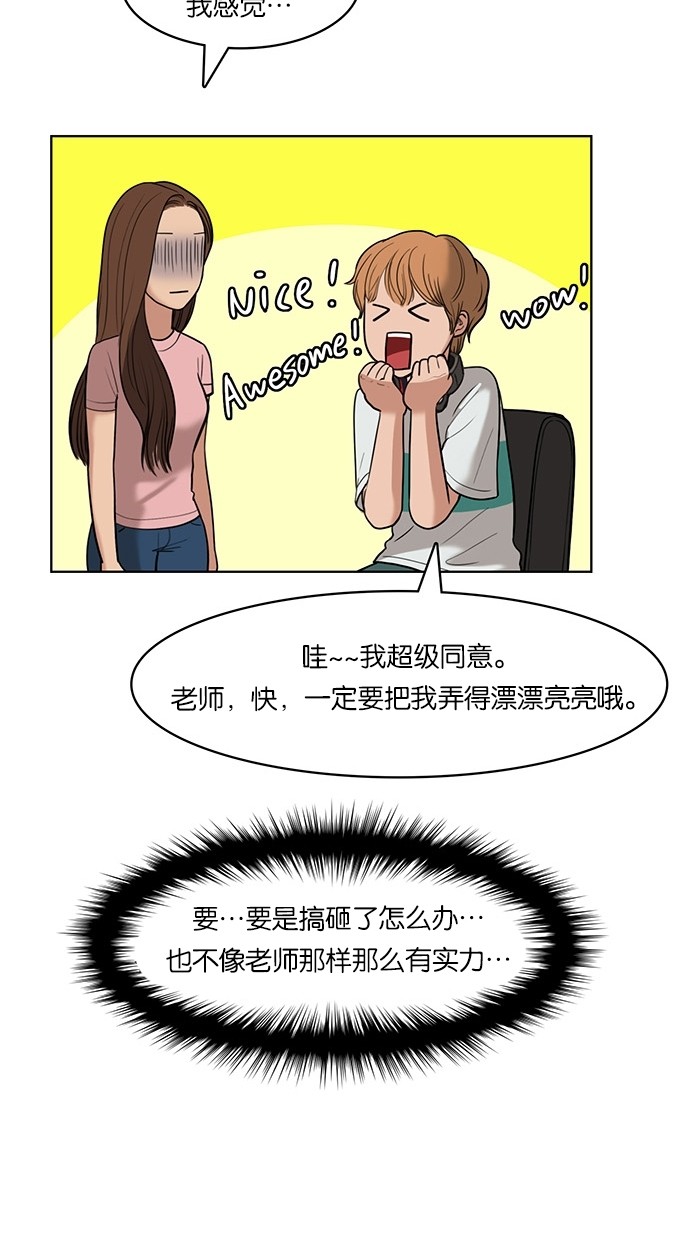 我感觉…
Nice!
Awesome!
wow!
哇~~我超级同意。
老师，快，一定要把我弄得漂漂亮亮哦。
要…要是搞砸了怎么办…
也不像老师那样那么有实力…